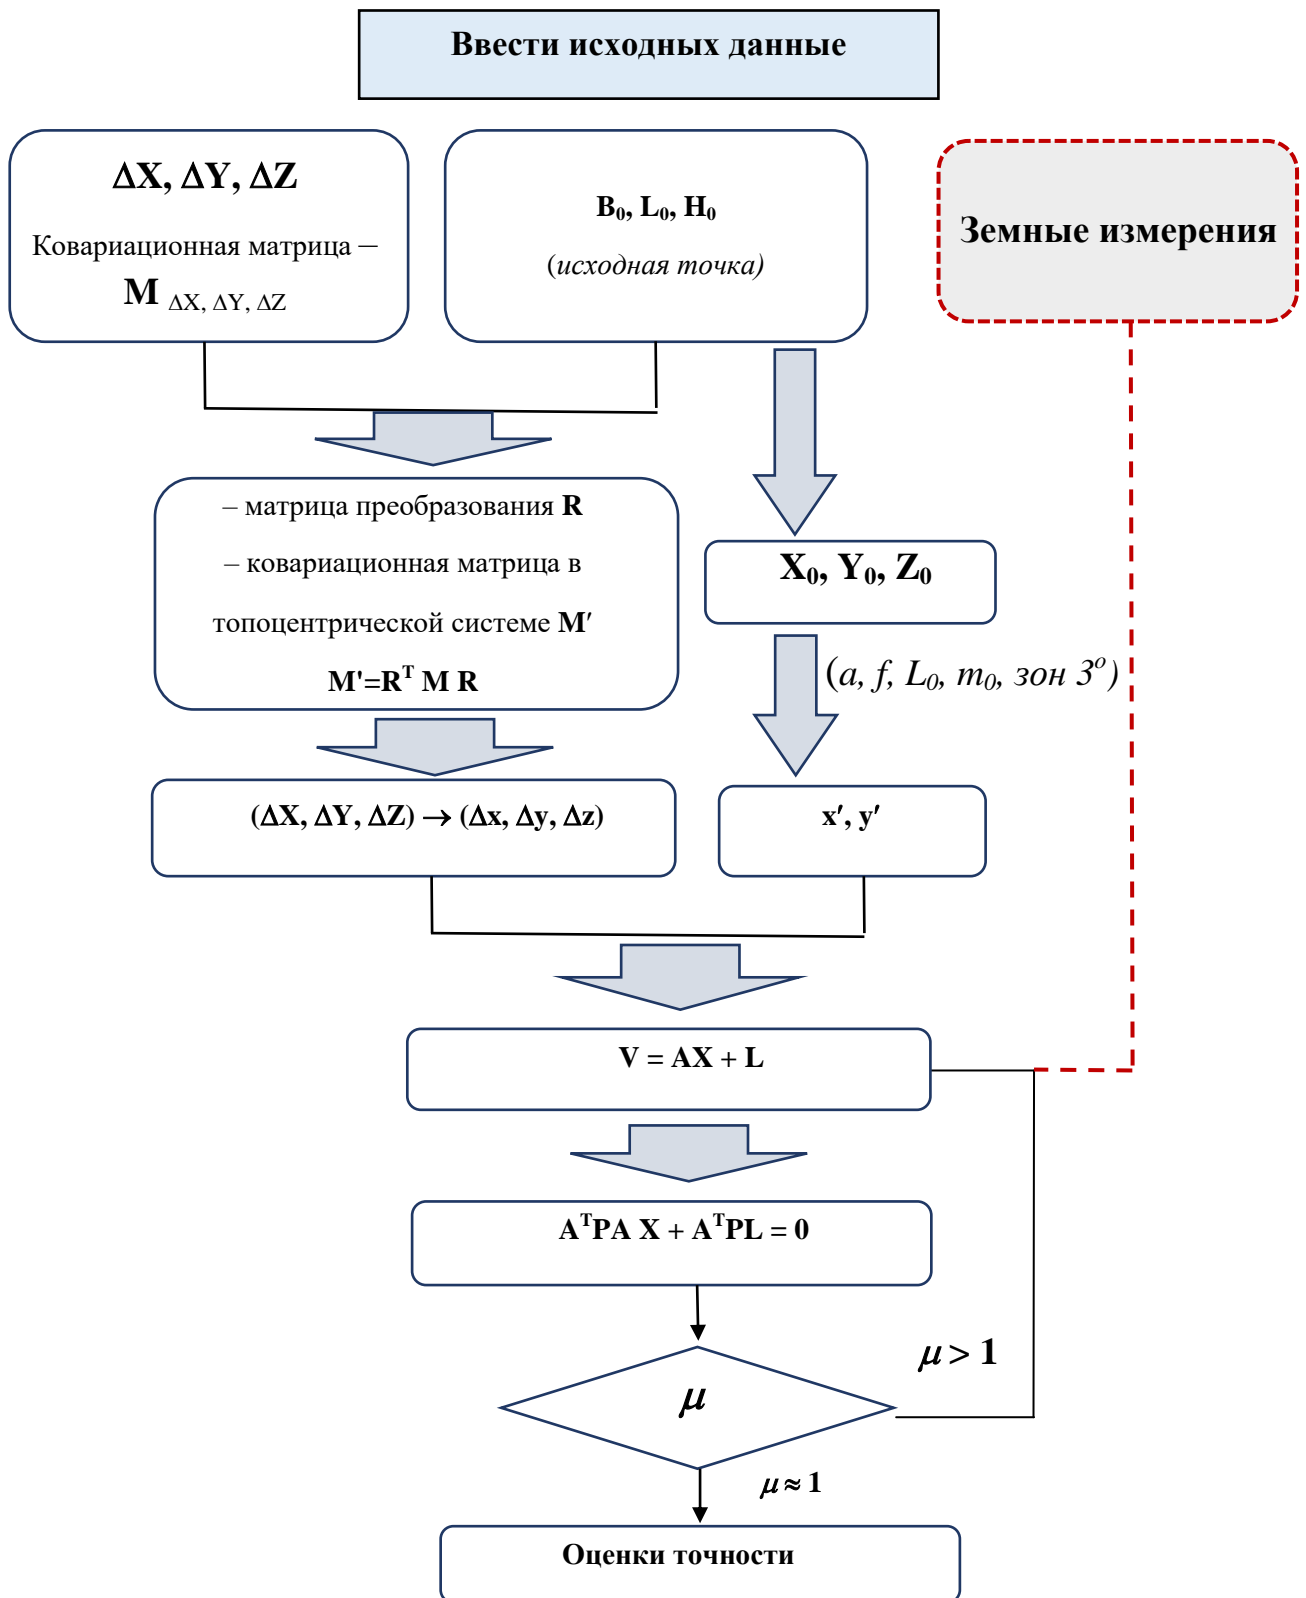 Ввести исходных данные
ΔX, ΔY, ΔZ
Ковариационная матрица –
M ΔX, ΔY, ΔZ
B₀, L₀, H₀
(исходная точка)
Земные измерения
– матрица преобразования R
– ковариационная матрица в
топоцентрической системе M′
M'=Rᵀ M R
X₀, Y₀, Z₀
(a, f, L₀, m₀, зон 3ᵒ)
(ΔX, ΔY, ΔZ) → (Δx, Δy, Δz)
x′, y′
V = AX + L
AᵀPA X + AᵀPL = 0
μ > 1
μ
μ ≈ 1
Оценки точности